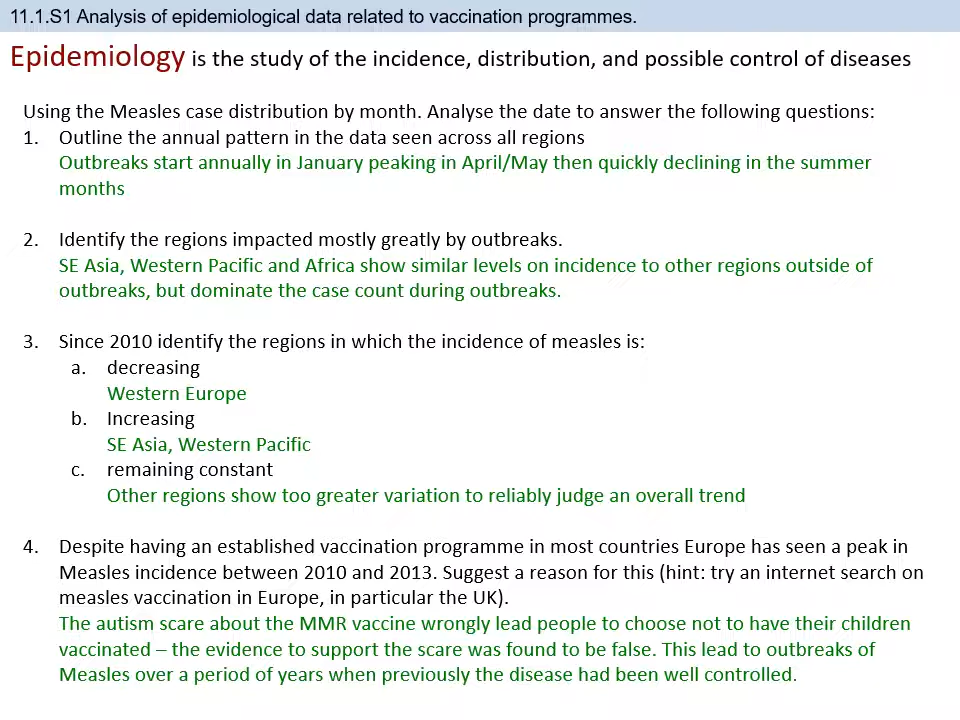 11.1.S1 Analysis of epidemiological data related to vaccination programmes.
Epidemiology is the study of the incidence, distribution, and possible control of diseases
Using the Measles case distribution by month. Analyse the date to answer the following questions:
1. Outline the annual pattern in the data seen across all regions
Outbreaks start annually in January peaking in April/May then quickly declining in the summer
months
2. Identify the regions impacted mostly greatly by outbreaks.
SE Asia, Western Pacific and Africa show similar levels on incidence to other regions outside of
outbreaks, but dominate the case count during outbreaks.
3. Since 2010 identify the regions in which the incidence of measles is:
a. decreasing
Western Europe
b. Increasing
SE Asia, Western Pacific
c. remaining constant
Other regions show too greater variation to reliably judge an overall trend
4. Despite having an established vaccination programme in most countries Europe has seen a peak in
Measles incidence between 2010 and 2013. Suggest a reason for this (hint: try an internet search on
measles vaccination in Europe, in particular the UK).
The autism scare about the MMR vaccine wrongly lead people to choose not to have their children
vaccinated – the evidence to support the scare was found to be false. This lead to outbreaks of
Measles over a period of years when previously the disease had been well controlled.